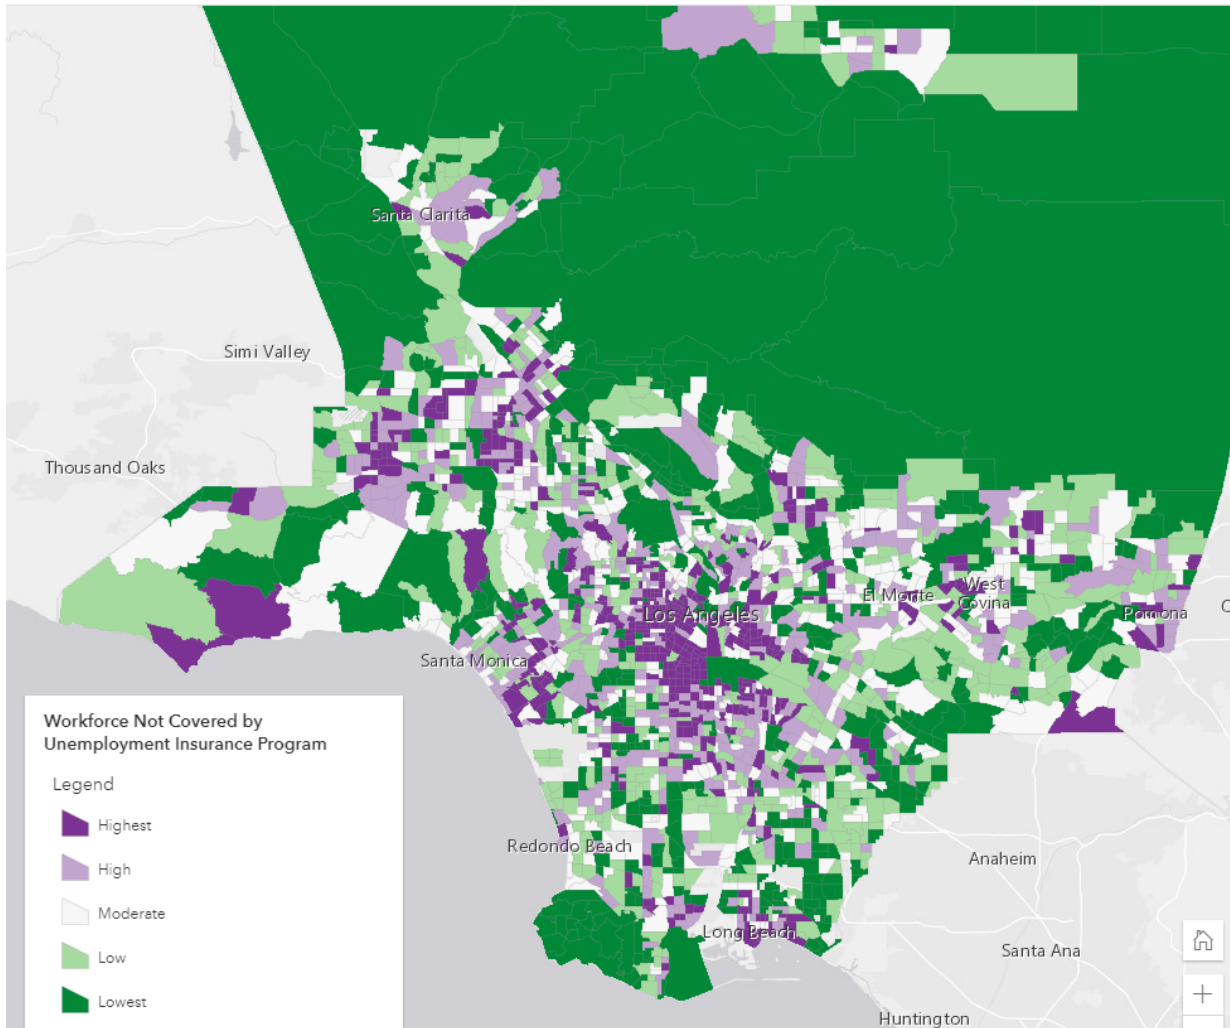 Santa Clarita
Simi Valley
Thousand Oaks
El Monte
West
Covina
Los Angeles
Pomona
Santa Monica
Workforce Not Covered by
Unemployment Insurance Program
Legend
Highest
High
Moderate
Low
Lowest
Redondo Beach
Anaheim
Long Beach
Santa Ana
Huntington